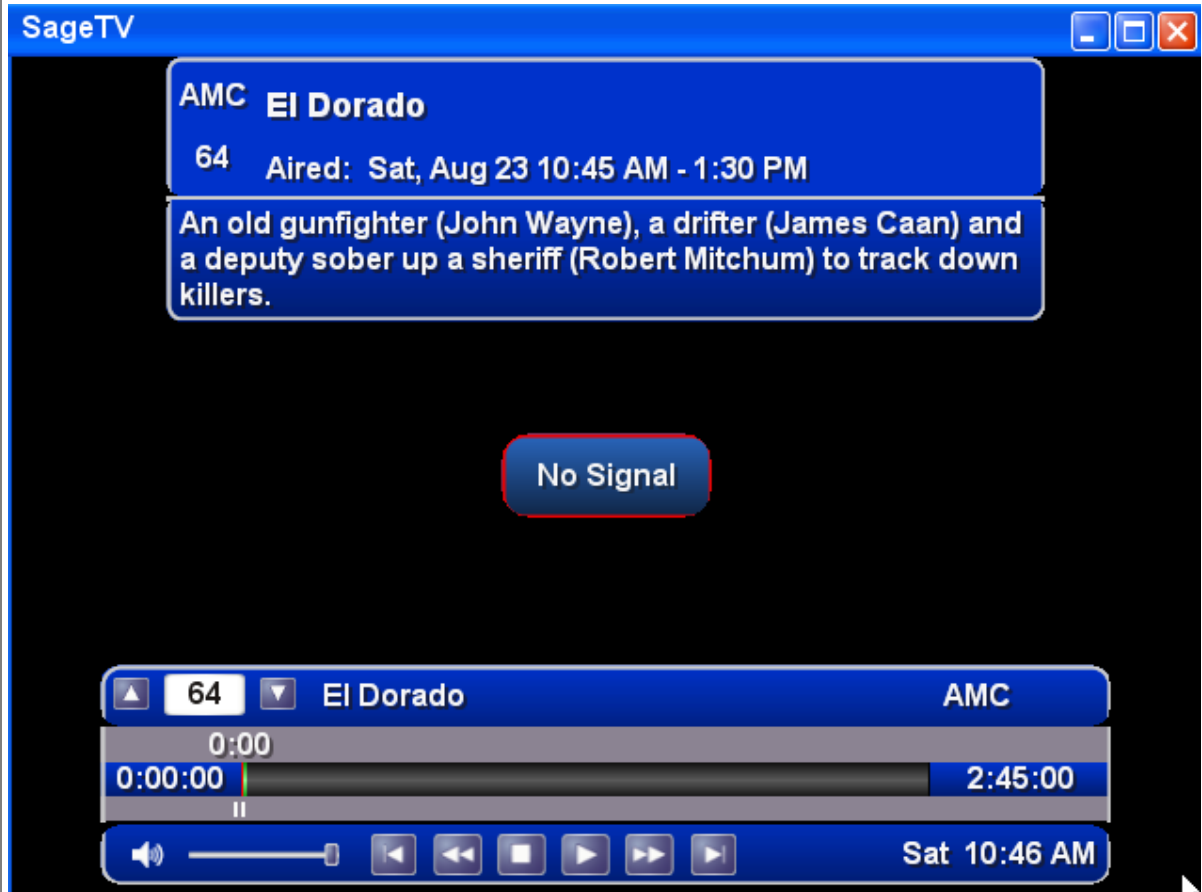 SageTV
AMC El Dorado
64 Aired: Sat, Aug 23 10:45 AM - 1:30 PM
An old gunfighter (John Wayne), a drifter (James Caan) and
a deputy sober up a sheriff (Robert Mitchum) to track down
killers.
No Signal
64 El Dorado AMC
0:00
0:00:00 2:45:00
Sat 10:46 AM